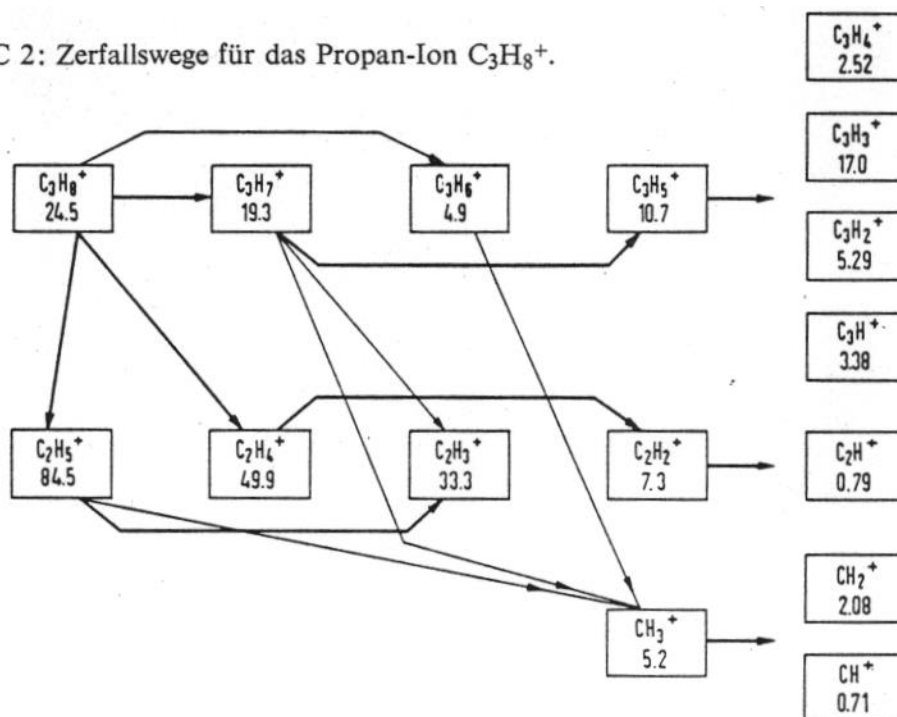 C 2: Zerfallswege für das Propan-Ion C₃H₈⁺.
C₃H₄⁺
2.52
C₃H₃⁺
17.0
C₃H₈⁺
24.5
C₃H₇⁺
19.3
C₃H₆⁺
4.9
C₃H₅⁺
10.7
C₃H₂⁺
5.29
C₃H⁺
3.38
C₂H₅⁺
84.5
C₂H₄⁺
49.9
C₂H₃⁺
33.3
C₂H₂⁺
7.3
C₂H⁺
0.79
CH₂⁺
2.08
CH₃⁺
5.2
CH⁺
0.71